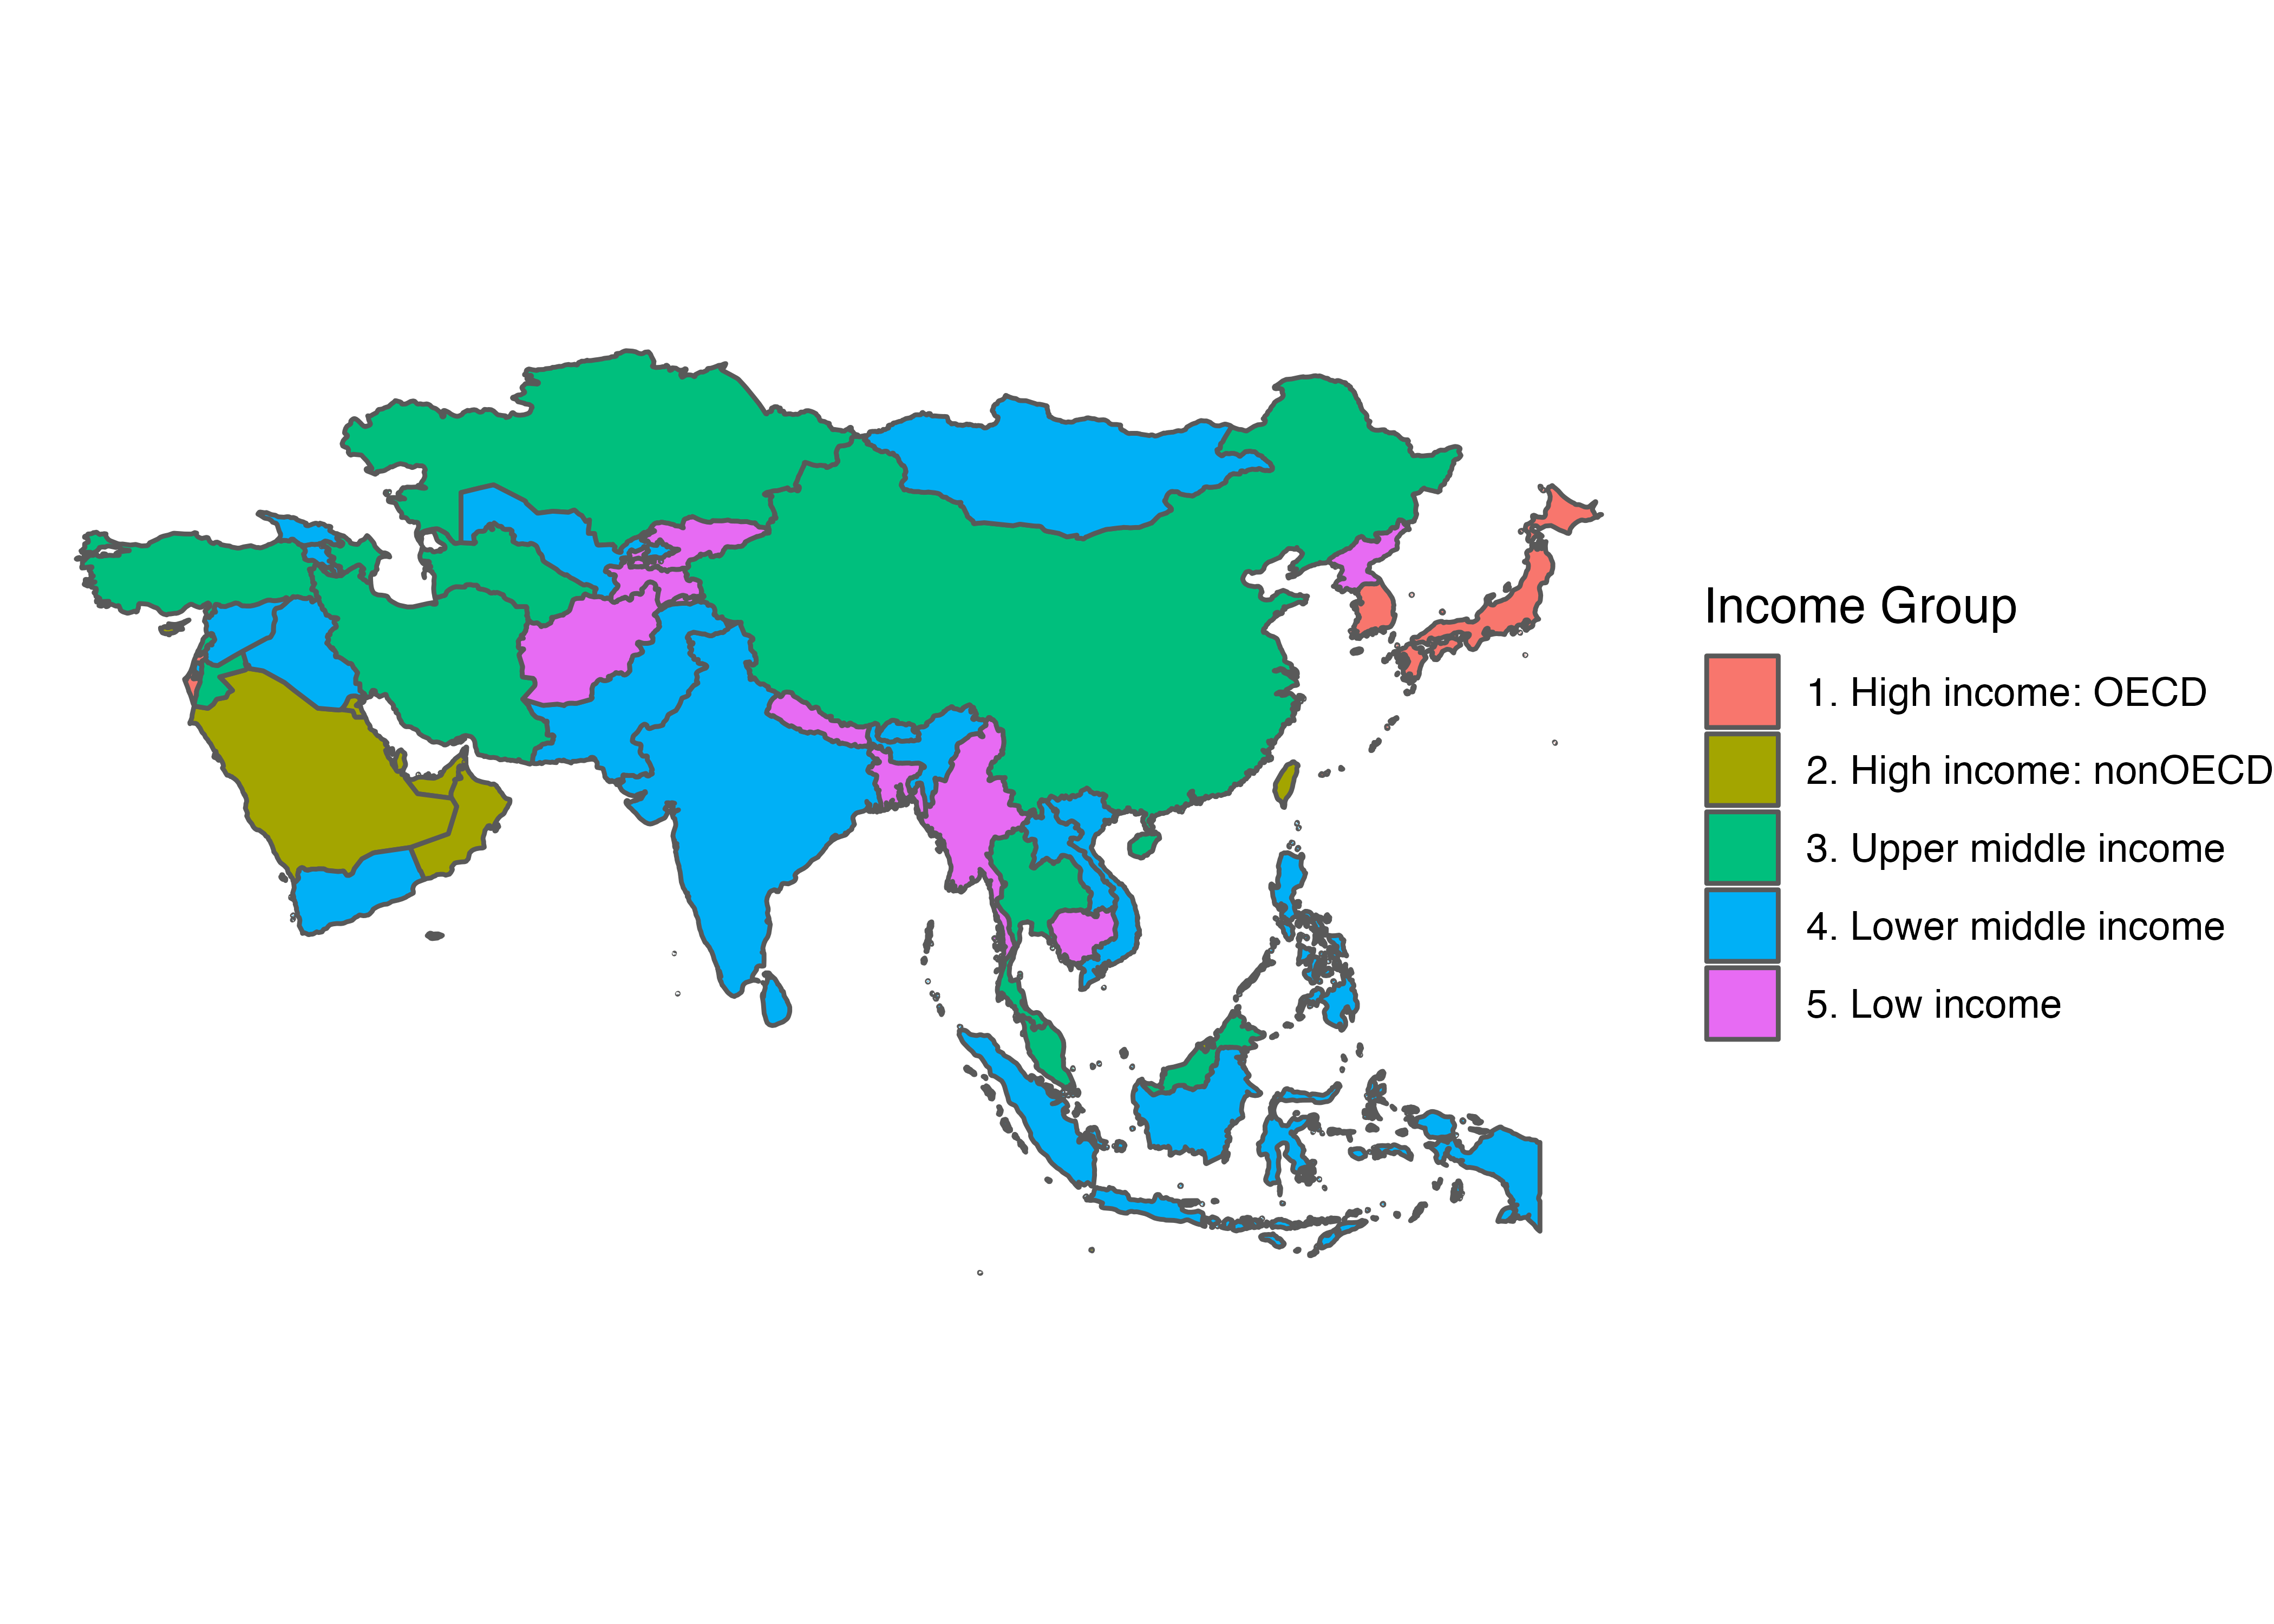 Income Group
1. High income: OECD
2. High income: nonOECD
3. Upper middle income
4. Lower middle income
5. Low income